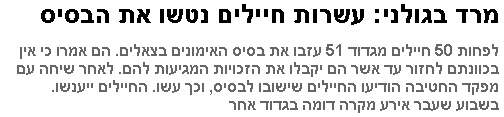 מרד בגולני: עשרות חיילים נטשו את הבסיס
לפחות 50 חיילים מגדוד 51 עזבו את בסיס האימונים בצאלים. הם אמרו כי אין
בכוונתם לחזור עד אשר הם יקבלו את הזכויות המגיעות להם. לאחר שיחה עם
מפקד החטיבה הודיעו החיילים שישובו לבסיס, וכך עשו. החיילים ייענשו.
בשבוע שעבר אירע מקרה דומה בגדוד אחר